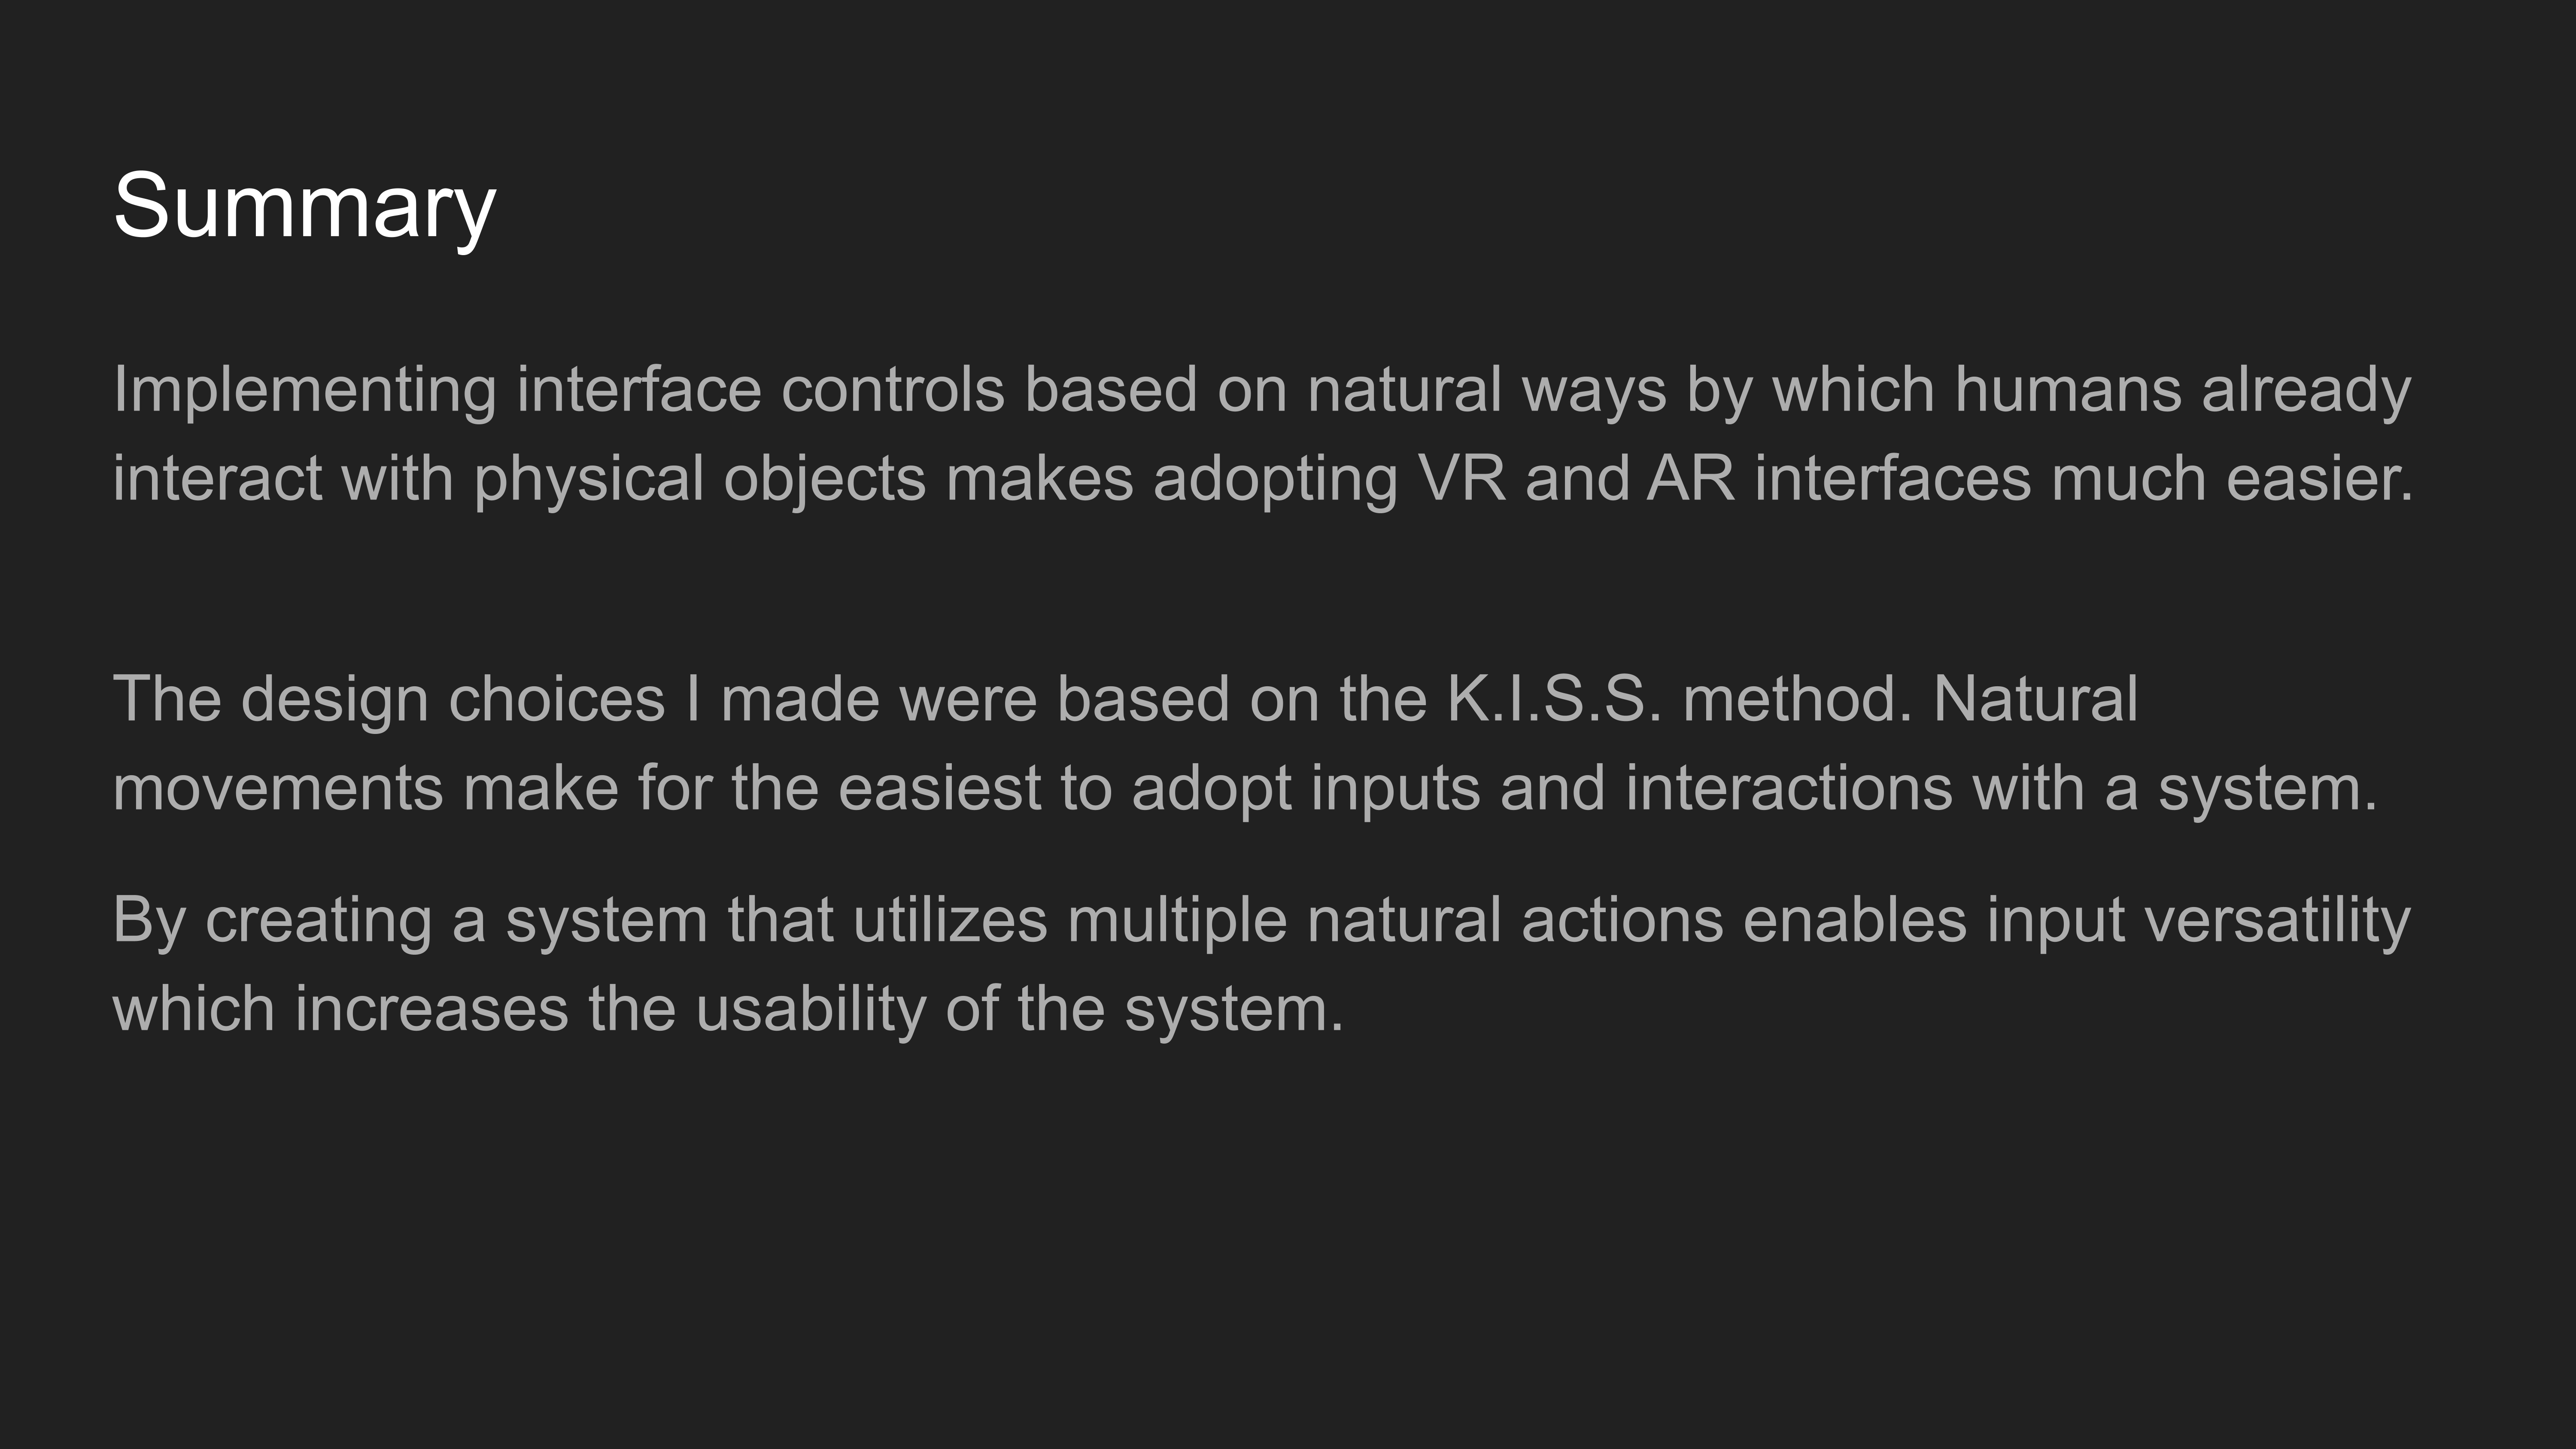 Summary
Implementing interface controls based on natural ways by which humans already
interact with physical objects makes adopting VR and AR interfaces much easier.
The design choices I made were based on the K.I.S.S. method. Natural
movements make for the easiest to adopt inputs and interactions with a system.
By creating a system that utilizes multiple natural actions enables input versatility
which increases the usability of the system.